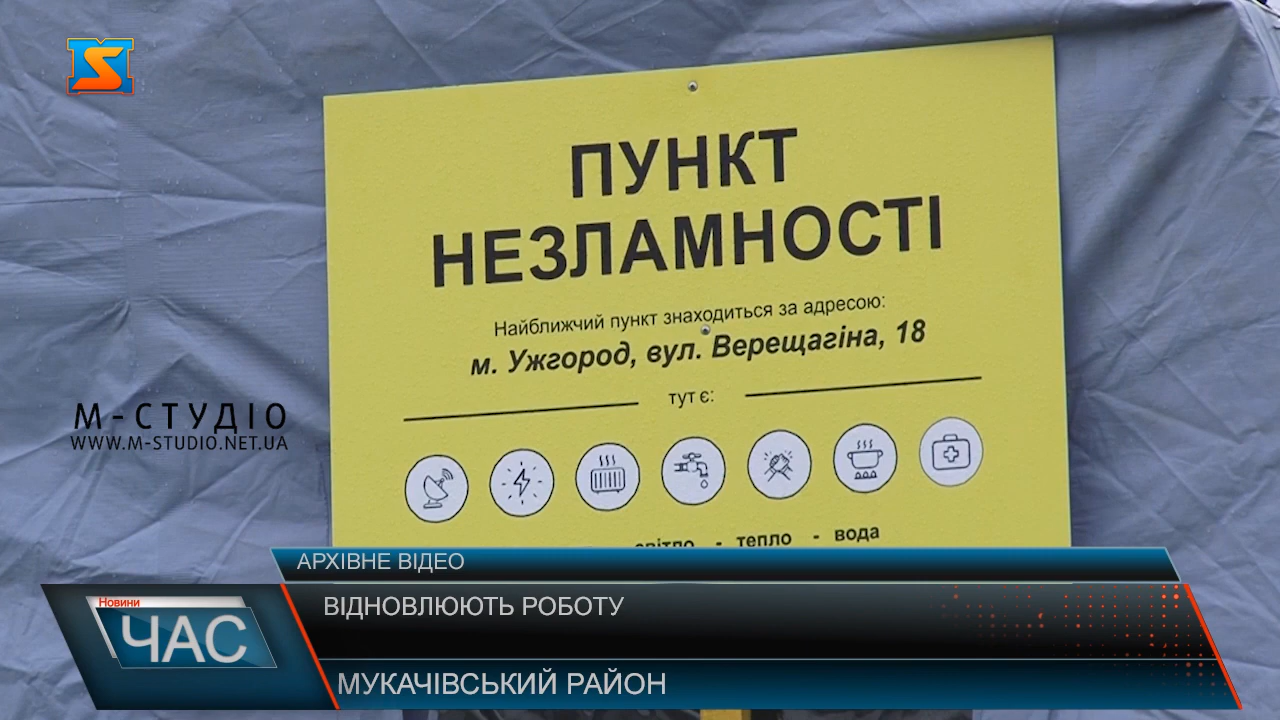 ПУНКТ
НЕЗЛАМНОСТІ
Найближчий пункт знаходиться за адресою:
м. Ужгород, вул. Верещагіна, 18
тут є:
світло - тепло - вода
М-СТУДІО
WWW.M-STUDIO.NET.UA
АРХІВНЕ ВІДЕО
Новини
ЧАС
ВІДНОВЛЮЮТЬ РОБОТУ
МУКАЧІВСЬКИЙ РАЙОН